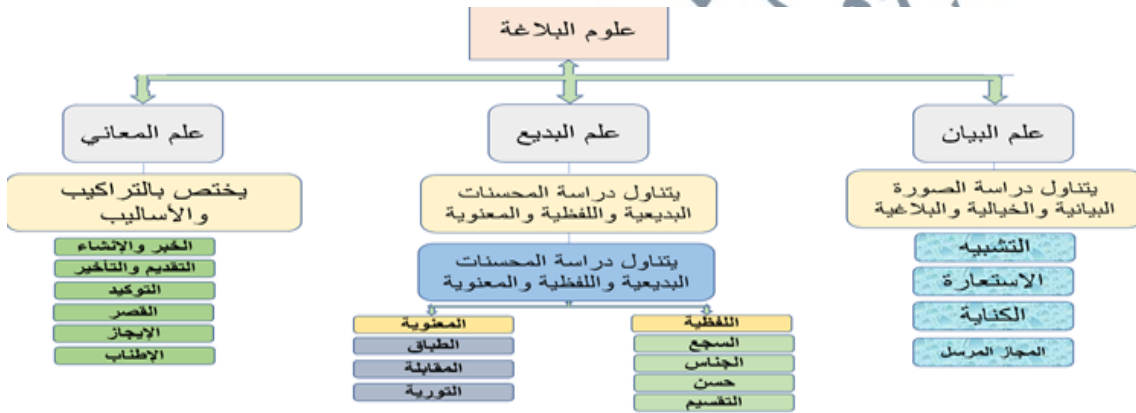 علوم البلاغة
علم البيان
يتناول دراسة الصورة
البيانية والخيالية والبلاغية
التشبيه
الاستعارة
الكناية
المجاز المرسل
علم البديع
يتناول دراسة المحسنات
البديعية واللفظية والمعنوية
يتناول دراسة المحسنات
البديعية واللفظية والمعنوية
اللفظية
السجع
الجناس
حسن
التقسيم
المعنوية
الطباق
المقابلة
التورية
علم المعاني
يختص بالتراكيب
والأساليب
الخبر والإنشاء
التقديم والتأخير
التوكيد
القصر
الإيجاز
الإطناب